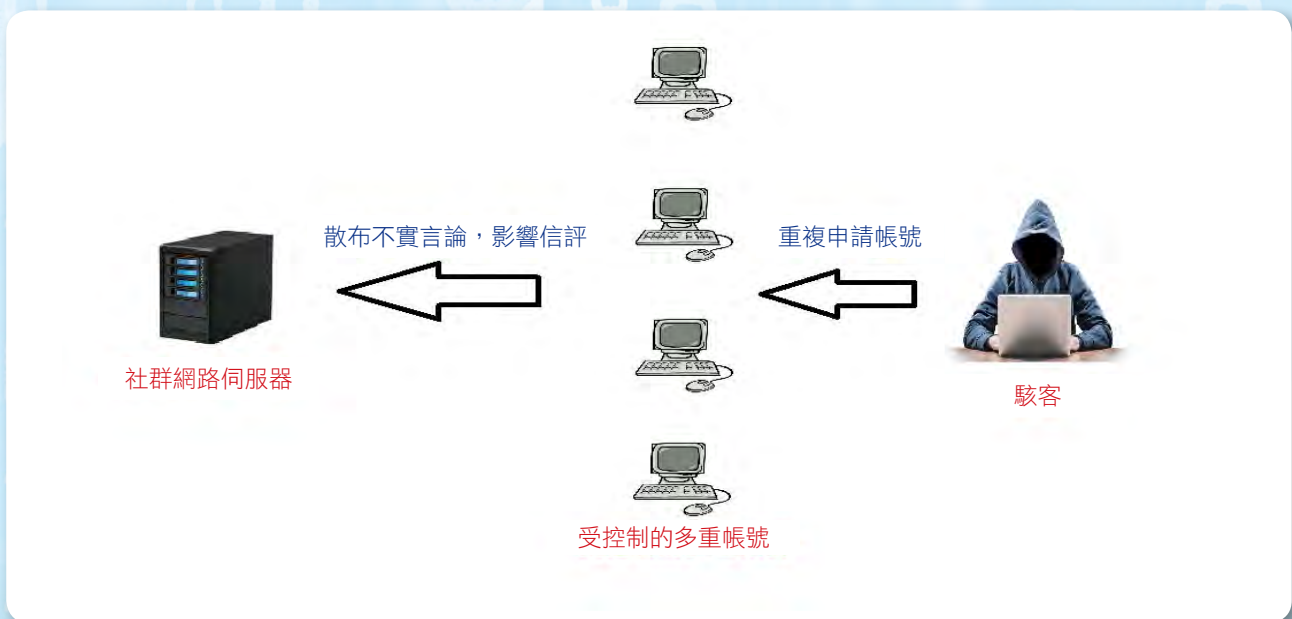 散布不實言論，影響信評
重複申請帳號
社群網路伺服器
駭客
受控制的多重帳號